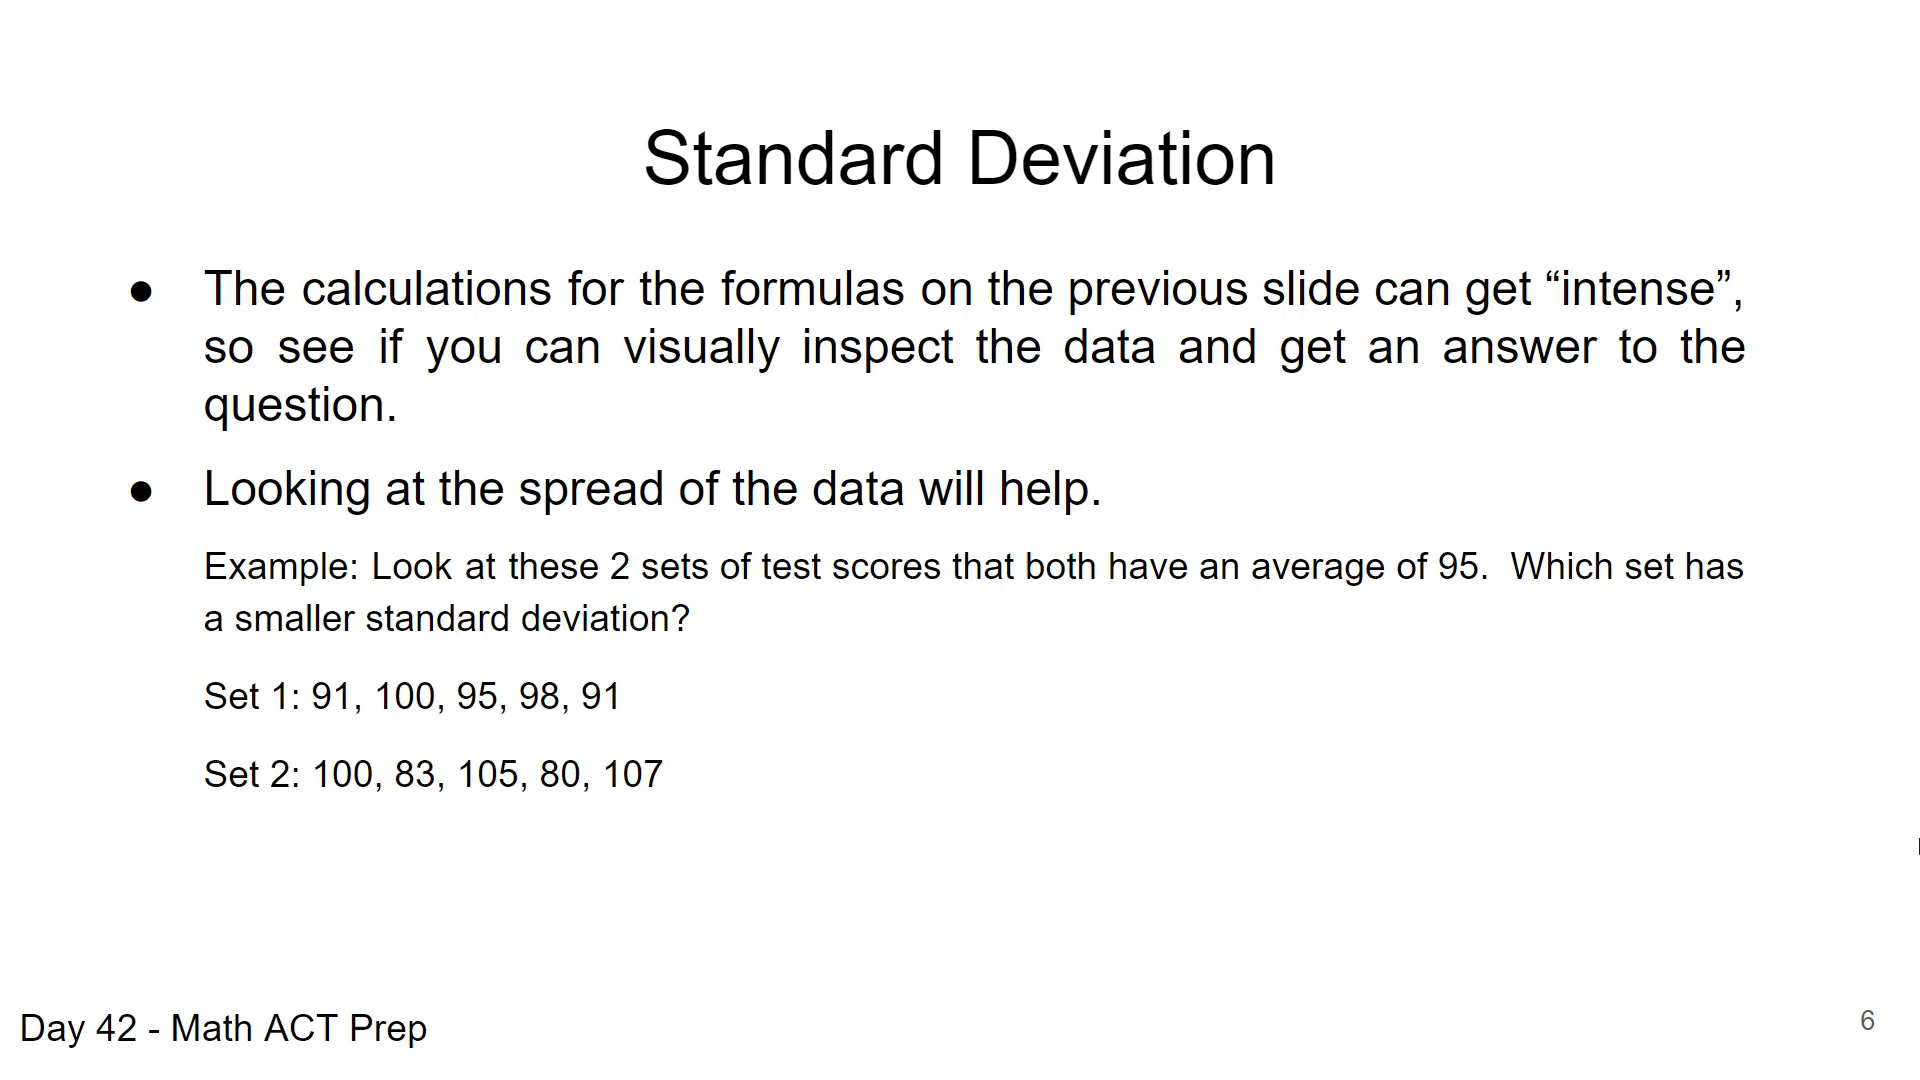 Standard Deviation
● The calculations for the formulas on the previous slide can get “intense”,
so see if you can visually inspect the data and get an answer to the
question.
● Looking at the spread of the data will help.
Example: Look at these 2 sets of test scores that both have an average of 95.  Which set has
a smaller standard deviation?
Set 1: 91, 100, 95, 98, 91
Set 2: 100, 83, 105, 80, 107
Day 42 - Math ACT Prep
6